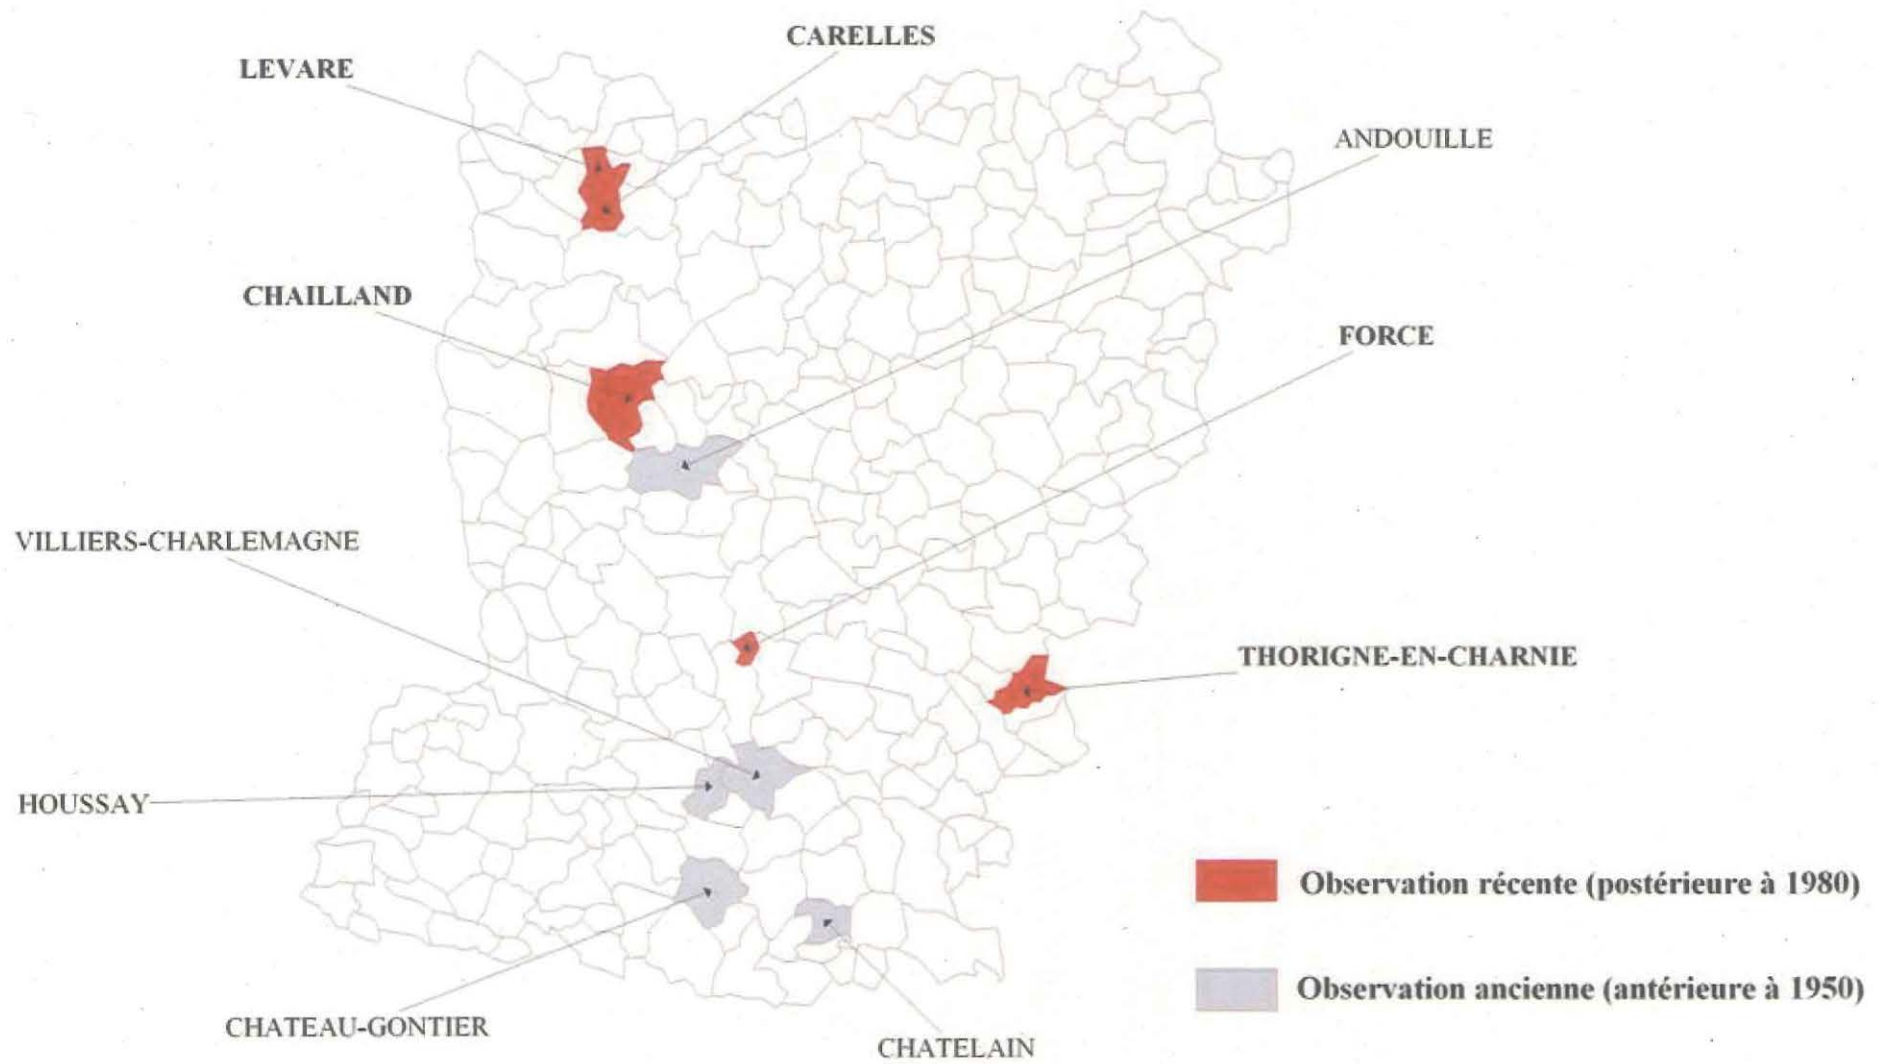 CARELLES
LEVARE
ANDOUILLE
CHAILLAND
FORCE
VILLIERS-CHARLEMAGNE
THORIGNE-EN-CHARNIE
HOUSSAY
Observation récente (postérieure à 1980)
Observation ancienne (antérieure à 1950)
CHATEAU-GONTIER
CHATELAIN